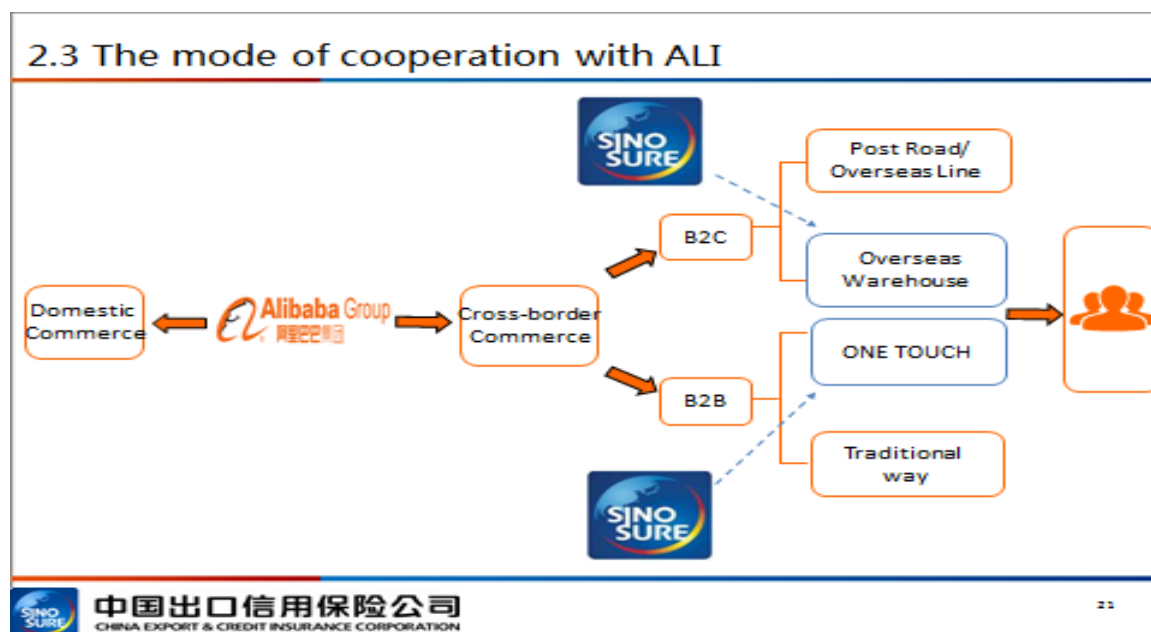 2.3 The mode of cooperation with ALI
SINO
SURE
Post Road/
Overseas Line
B2C
Overseas
Warehouse
Domestic
Commerce
Alibaba Group
阿里巴巴集团
Cross-border
Commerce
ONE TOUCH
B2B
Traditional
way
SINO
SURE
SINO
SURE
中国出口信用保险公司
CHINA EXPORT & CREDIT INSURANCE CORPORATION
21